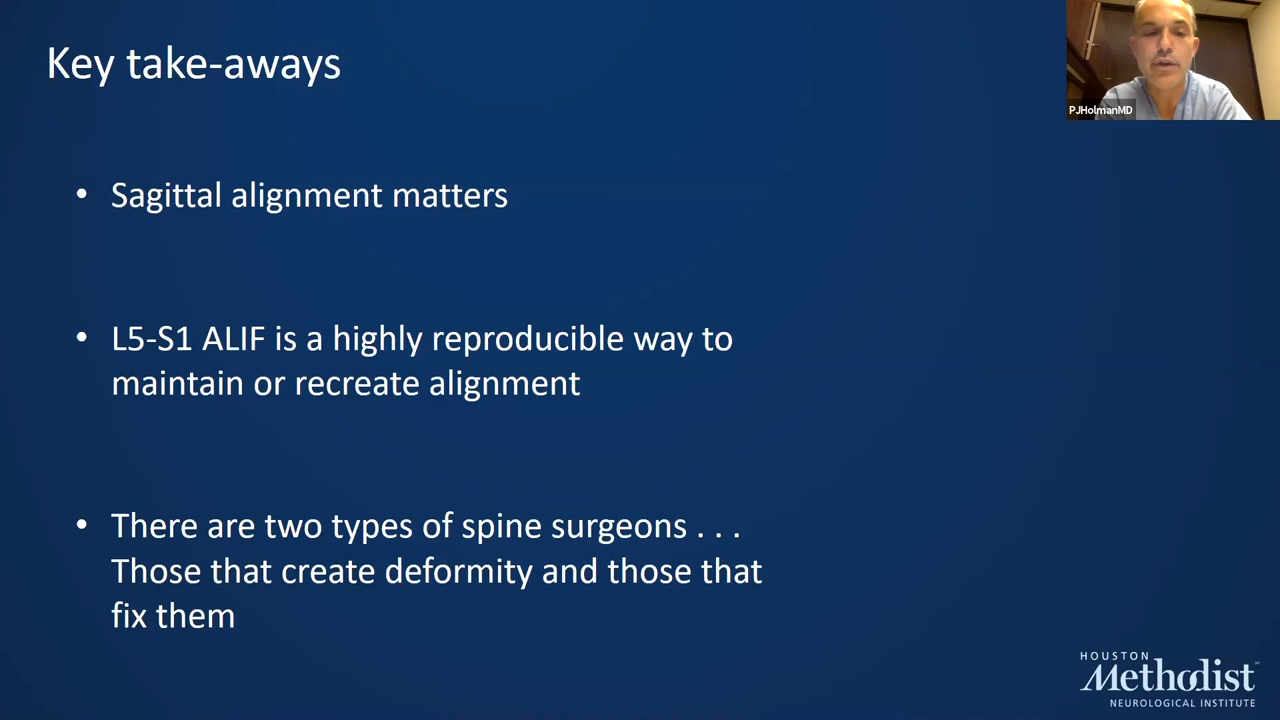 Key take-aways
PJHolmanMD
• Sagittal alignment matters
• L5-S1 ALIF is a highly reproducible way to
maintain or recreate alignment
• There are two types of spine surgeons . . .
Those that create deformity and those that
fix them
HOUSTON
Methodist
NEUROLOGICAL INSTITUTE